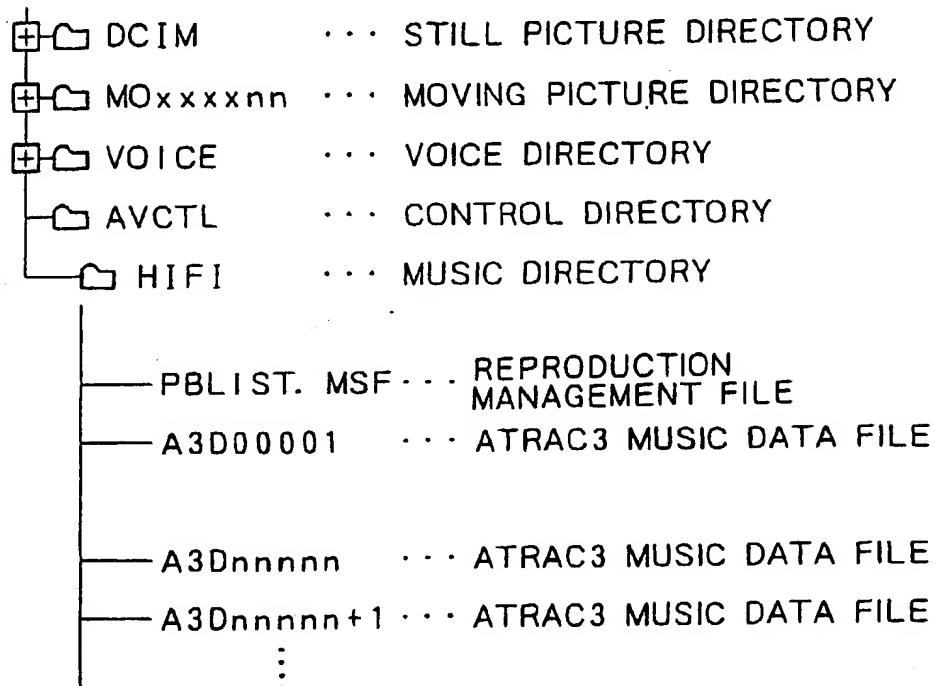 DCIM ... STILL PICTURE DIRECTORY
MOxxxxnn ... MOVING PICTURE DIRECTORY
VOICE ... VOICE DIRECTORY
AVCTL ... CONTROL DIRECTORY
HIFI ... MUSIC DIRECTORY
PBLIST. MSF ... REPRODUCTION
MANAGEMENT FILE
A3D00001 ... ATRAC3 MUSIC DATA FILE
A3Dnnnnn ... ATRAC3 MUSIC DATA FILE
A3Dnnnnn+1 ... ATRAC3 MUSIC DATA FILE